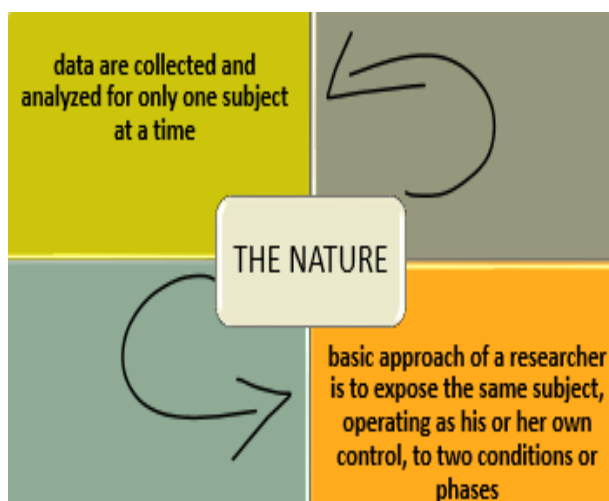 data are collected and
analyzed for only one subject
at a time
THE NATURE
basic approach of a researcher
is to expose the same subject,
operating as his or her own
control, to two conditions or
phases